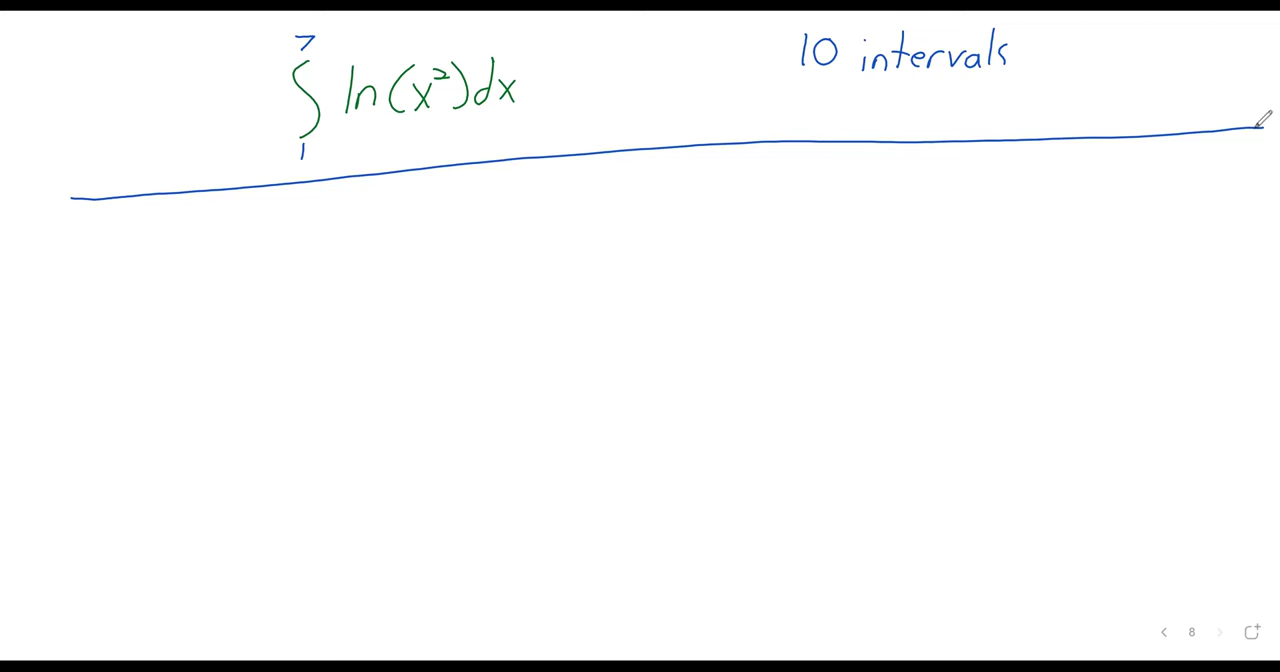 ∫₁⁷ ln(x²)dx
10 intervals
8